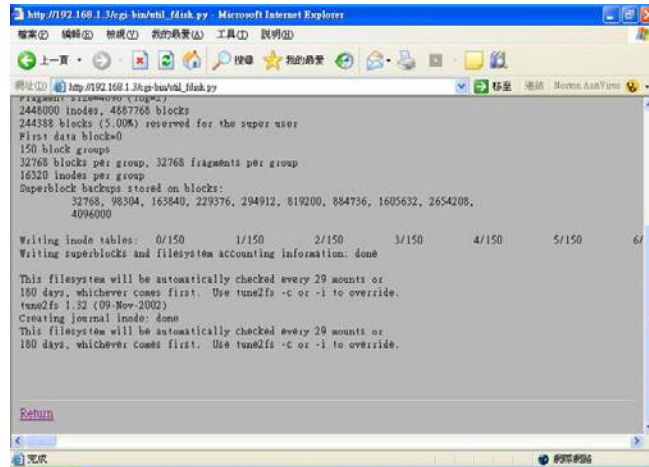 http://192.168.1.3/cgi-bin/util_fdisk.py - Microsoft Internet Explorer
檔案(F) 編輯(E) 檢視(V) 我的最愛(A) 工具(T) 說明(H)
上一頁 搜尋 我的最愛
網址(D) http://192.168.1.3/cgi-bin/util_fdisk.py 移至 連結 Norton AntiVirus
Fragment size=4096 (log=2)
2448000 inodes, 4887768 blocks
244388 blocks (5.00%) reserved for the super user
First data block=0
150 block groups
32768 blocks per group, 32768 fragments per group
16320 inodes per group
Superblock backups stored on blocks:
32768, 98304, 163840, 229376, 294912, 819200, 884736, 1605632, 2654208,
4096000
Writing inode tables: 0/150 1/150 2/150 3/150 4/150 5/150 6/
Writing superblocks and filesystem accounting information: done
This filesystem will be automatically checked every 29 mounts or
180 days, whichever comes first. Use tune2fs -c or -i to override.
tune2fs 1.32 (09-Nov-2002)
Creating journal inode: done
This filesystem will be automatically checked every 29 mounts or
180 days, whichever comes first. Use tune2fs -c or -i to override.
Return
完成 網際網路